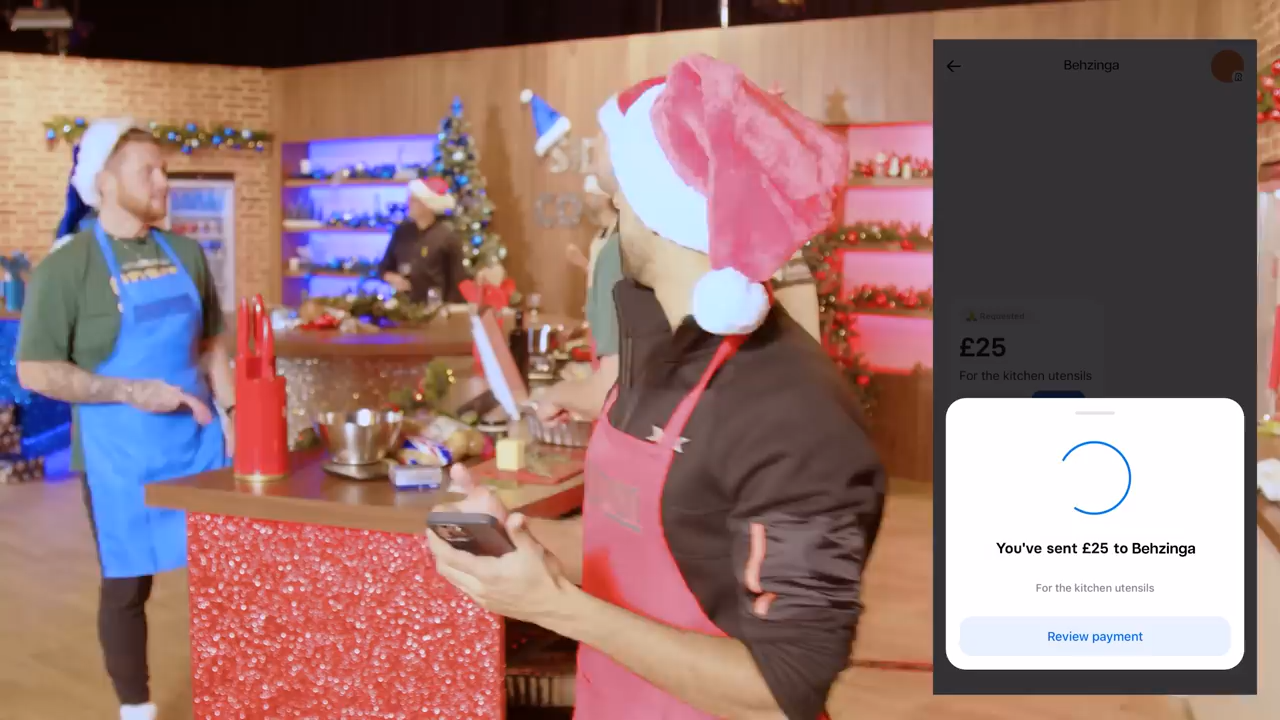 Behzinga
Requested
£25
For the kitchen utensils
You've sent £25 to Behzinga
For the kitchen utensils
Review payment